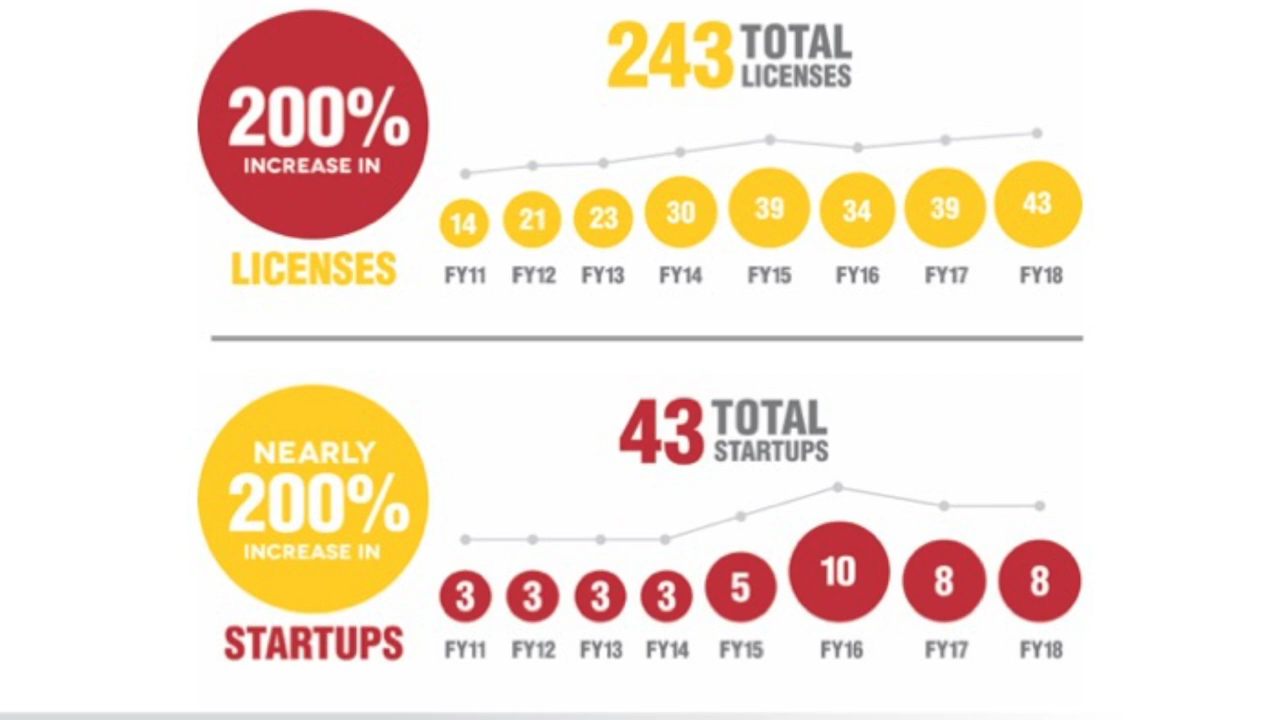 200%
INCREASE IN
LICENSES
243 TOTAL
LICENSES
14 21 23 30 39 34 39 43
FY11 FY12 FY13 FY14 FY15 FY16 FY17 FY18
NEARLY
200%
INCREASE IN
STARTUPS
43 TOTAL
STARTUPS
3 3 3 3 5 10 8 8
FY11 FY12 FY13 FY14 FY15 FY16 FY17 FY18